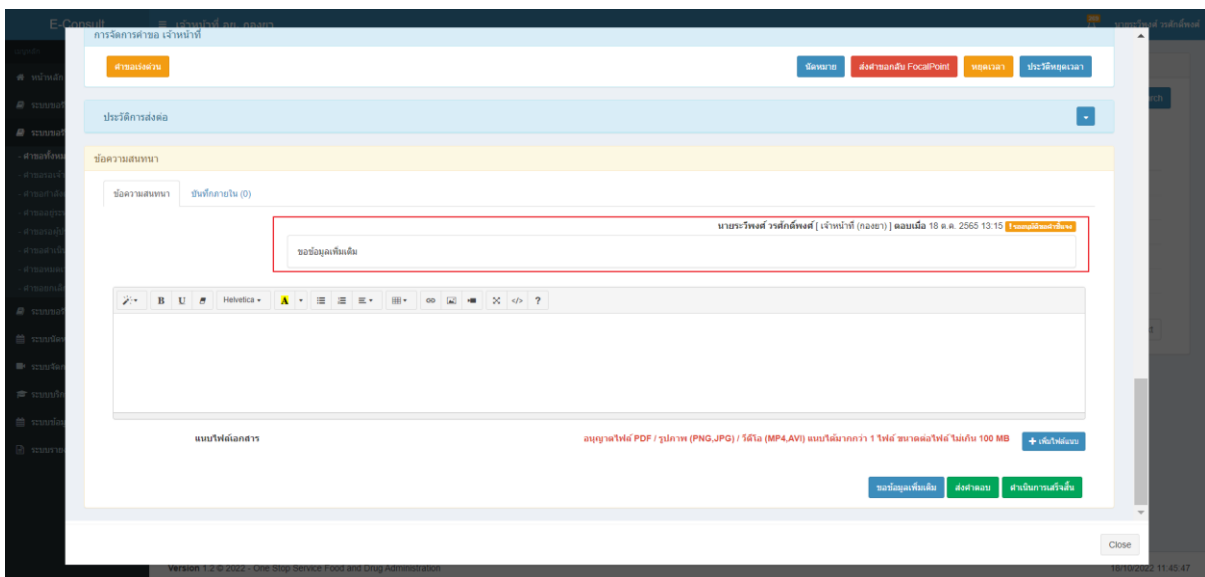 E-Consult
เจ้าหน้าที่ อย. กองยา
การจัดการคำขอ เจ้าหน้าที่
คำขอเร่งด่วน
นัดหมาย ส่งคำขอกลับ FocalPoint หยุดเวลา ประวัติหยุดเวลา
ประวัติการส่งต่อ
ข้อความสนทนา
ข้อความสนทนา บันทึกภายใน (0)
นายระวีพงศ์ วรศักดิ์พงศ์ [ เจ้าหน้าที่ (กองยา) ] ตอบเมื่อ 18 ต.ค. 2565 13:15
ขอข้อมูลเพิ่มเติม
B U Helvetica A ?
แนบไฟล์เอกสาร
อนุญาตไฟล์ PDF / รูปภาพ (PNG,JPG) / วีดีโอ (MP4,AVI) แนบได้มากกว่า 1 ไฟล์ ขนาดต่อไฟล์ ไม่เกิน 100 MB
+ เพิ่มไฟล์แนบ
ขอข้อมูลเพิ่มเติม ส่งคำตอบ ดำเนินการเสร็จสิ้น
Close
Version 1.2 © 2022 - One Stop Service Food and Drug Administration
18/10/2022 11:45:47